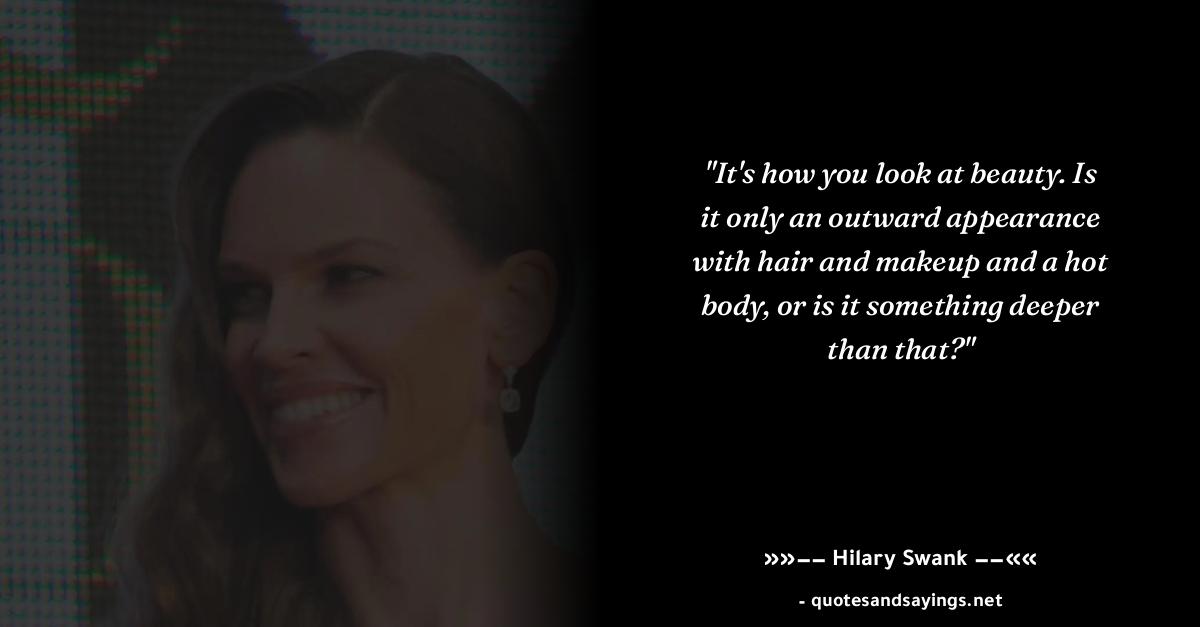 "It's how you look at beauty. Is
it only an outward appearance
with hair and makeup and a hot
body, or is it something deeper
than that?"
»»–– Hilary Swank ––««
- quotesandsayings.net